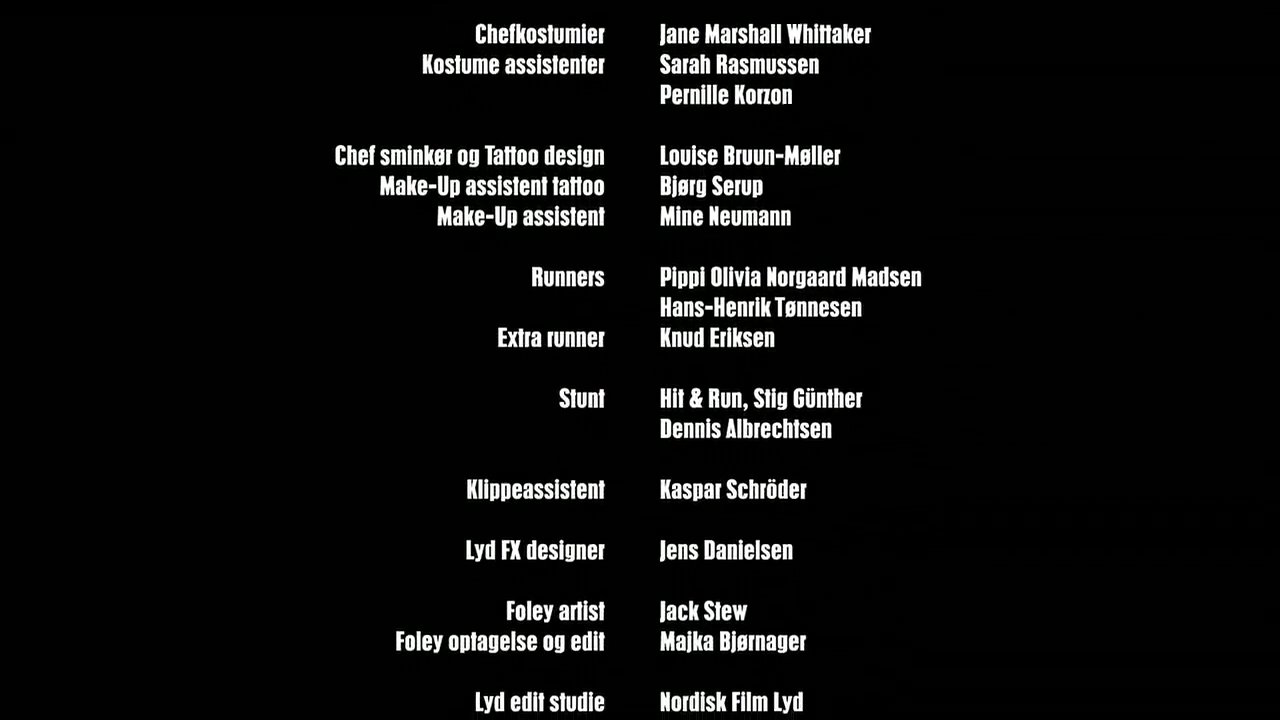 Chefkostumier Jane Marshall Whittaker
Kostume assistenter Sarah Rasmussen
Pernille Korzon
Chef sminkør og Tattoo design Louise Bruun-Møller
Make-Up assistent tattoo Bjørg Serup
Make-Up assistent Mine Neumann
Runners Pippi Olivia Norgaard Madsen
Hans-Henrik Tønnesen
Extra runner Knud Eriksen
Stunt Hit & Run, Stig Günther
Dennis Albrechtsen
Klippeassistent Kaspar Schröder
Lyd FX designer Jens Danielsen
Foley artist Jack Stew
Foley optagelse og edit Majka Bjørnager
Lyd edit studie Nordisk Film Lyd